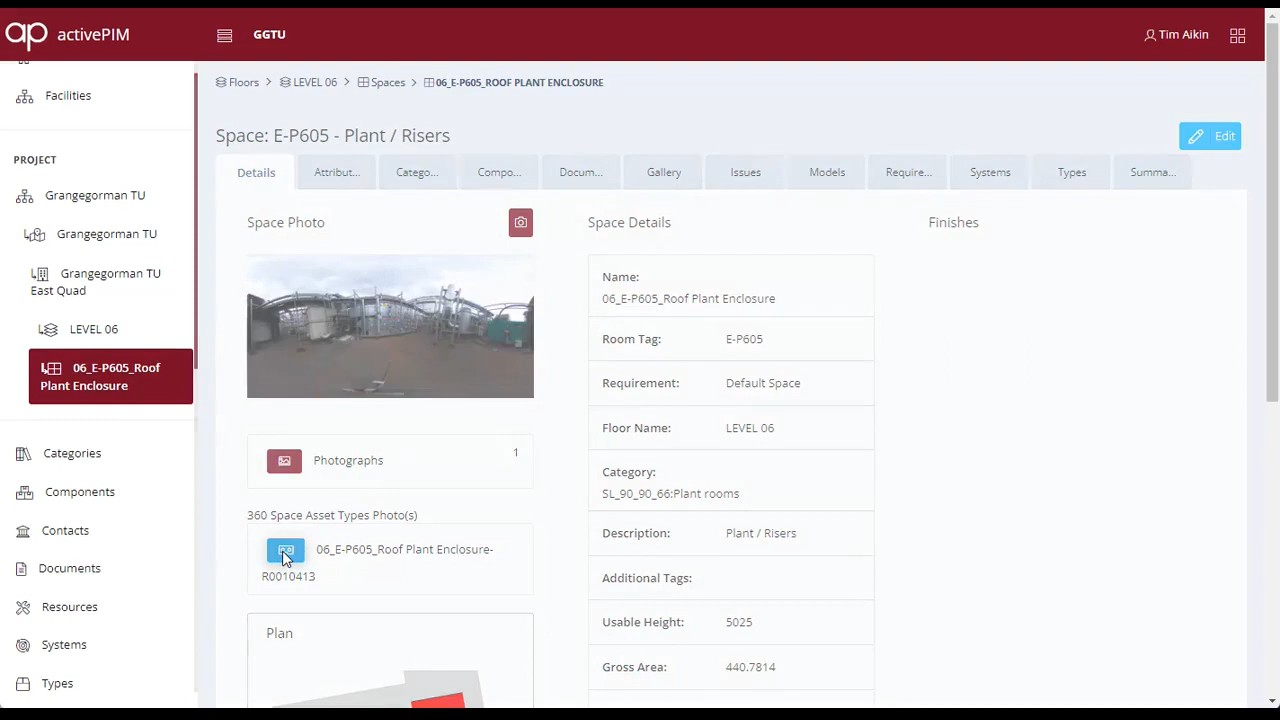 ap activePIM
GGTU
Tim Aikin
Facilities
PROJECT
Grangegorman TU
Grangegorman TU
Grangegorman TU
East Quad
LEVEL 06
06_E-P605_Roof
Plant Enclosure
Categories
Components
Contacts
Documents
Resources
Systems
Types
Floors > LEVEL 06 > Spaces > 06_E-P605_ROOF PLANT ENCLOSURE
Space: E-P605 - Plant / Risers
Edit
Details Attribut... Catego... Compo... Docum... Gallery Issues Models Require... Systems Types Summa...
Space Photo
Photographs 1
360 Space Asset Types Photo(s)
06_E-P605_Roof Plant Enclosure-
R0010413
Plan
Space Details
Name:
06_E-P605_Roof Plant Enclosure
Room Tag: E-P605
Requirement: Default Space
Floor Name: LEVEL 06
Category:
SL_90_90_66:Plant rooms
Description: Plant / Risers
Additional Tags:
Usable Height: 5025
Gross Area: 440.7814
Finishes